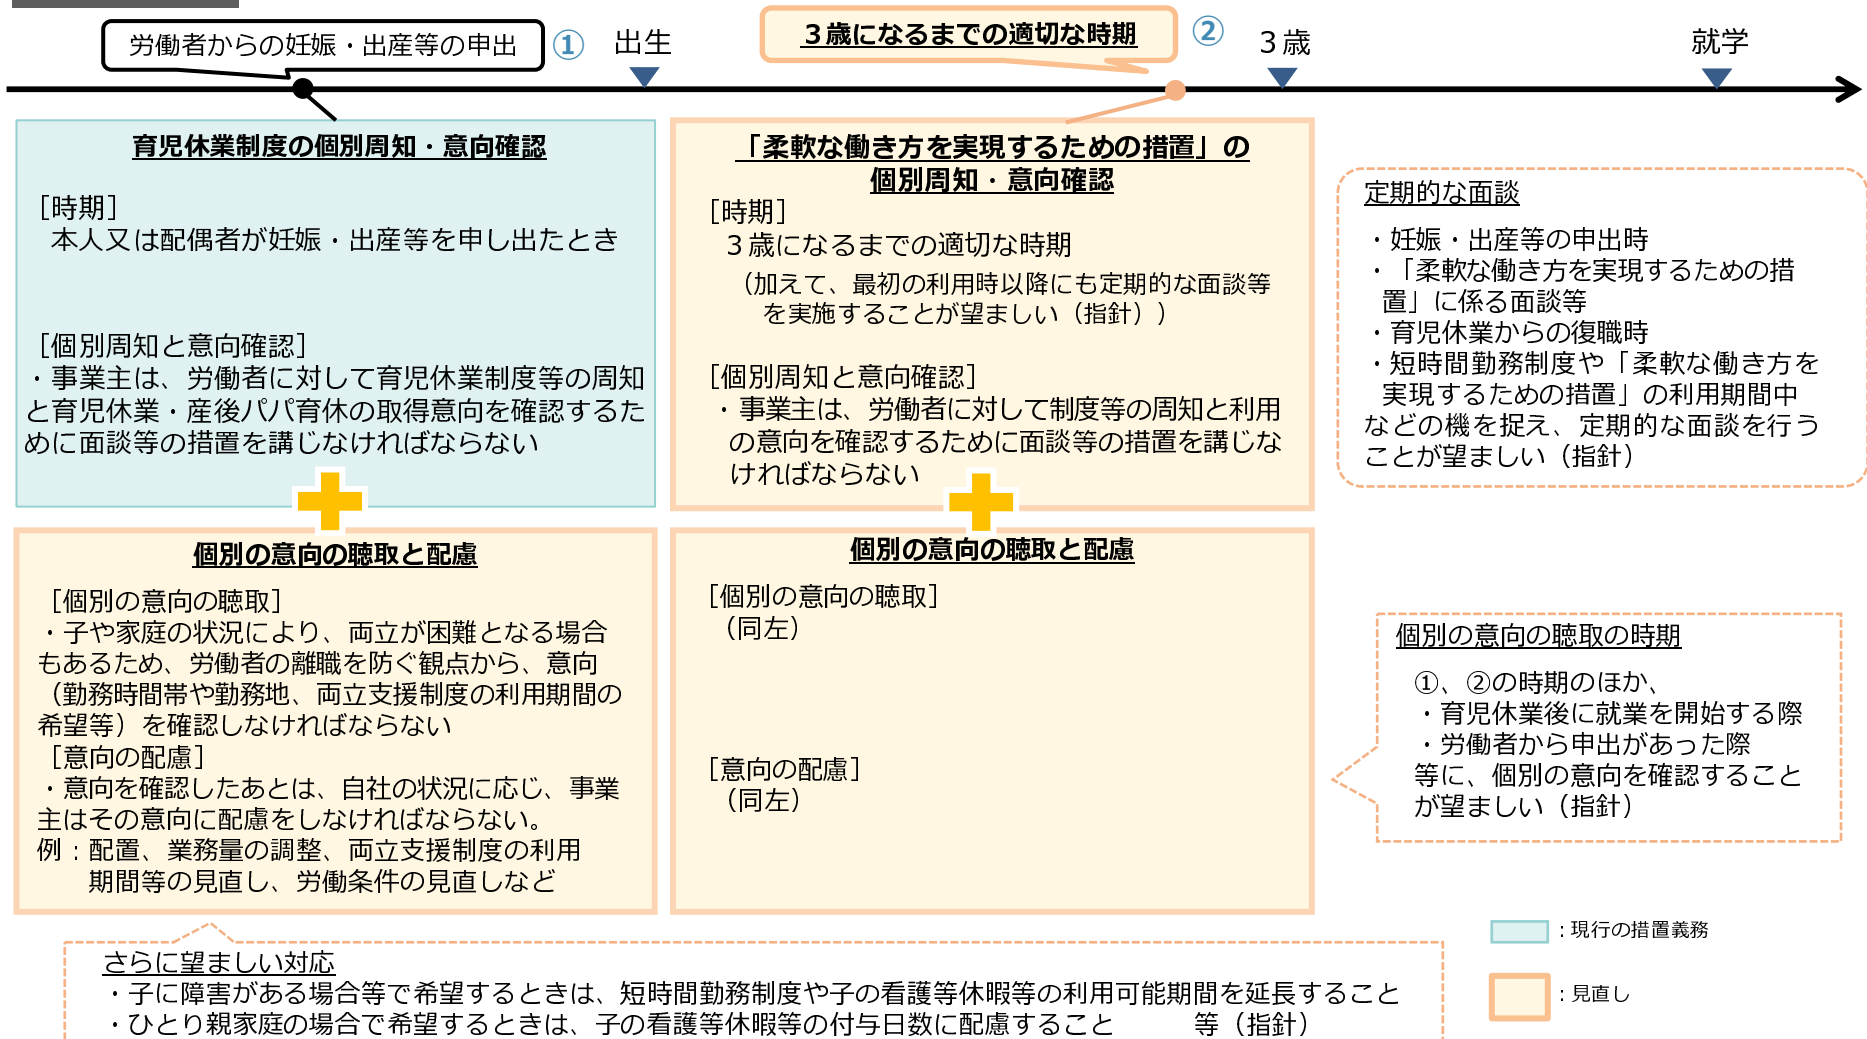 労働者からの妊娠・出産等の申出
①
出生
３歳になるまでの適切な時期
②
３歳
就学
育児休業制度の個別周知・意向確認
［時期］
本人又は配偶者が妊娠・出産等を申し出たとき
［個別周知と意向確認］
・事業主は、労働者に対して育児休業制度等の周知
と育児休業・産後パパ育休の取得意向を確認するた
めに面談等の措置を講じなければならない
「柔軟な働き方を実現するための措置」の
個別周知・意向確認
［時期］
３歳になるまでの適切な時期
（加えて、最初の利用時以降にも定期的な面談等
を実施することが望ましい（指針））
［個別周知と意向確認］
・事業主は、労働者に対して制度等の周知と利用
の意向を確認するために面談等の措置を講じな
ければならない
定期的な面談
・妊娠・出産等の申出時
・「柔軟な働き方を実現するための措
置」に係る面談等
・育児休業からの復職時
・短時間勤務制度や「柔軟な働き方を
実現するための措置」の利用期間中
などの機を捉え、定期的な面談を行う
ことが望ましい（指針）
個別の意向の聴取と配慮
［個別の意向の聴取］
・子や家庭の状況により、両立が困難となる場合
もあるため、労働者の離職を防ぐ観点から、意向
（勤務時間帯や勤務地、両立支援制度の利用期間の
希望等）を確認しなければならない
［意向の配慮］
・意向を確認したあとは、自社の状況に応じ、事業
主はその意向に配慮をしなければならない。
例：配置、業務量の調整、両立支援制度の利用
期間等の見直し、労働条件の見直しなど
個別の意向の聴取と配慮
［個別の意向の聴取］
（同左）
［意向の配慮］
（同左）
個別の意向の聴取の時期
①、②の時期のほか、
・育児休業後に就業を開始する際
・労働者から申出があった際
等に、個別の意向を確認すること
が望ましい（指針）
さらに望ましい対応
・子に障害がある場合等で希望するときは、短時間勤務制度や子の看護等休暇等の利用可能期間を延長すること
・ひとり親家庭の場合で希望するときは、子の看護等休暇等の付与日数に配慮すること　　　等（指針）
：現行の措置義務
：見直し